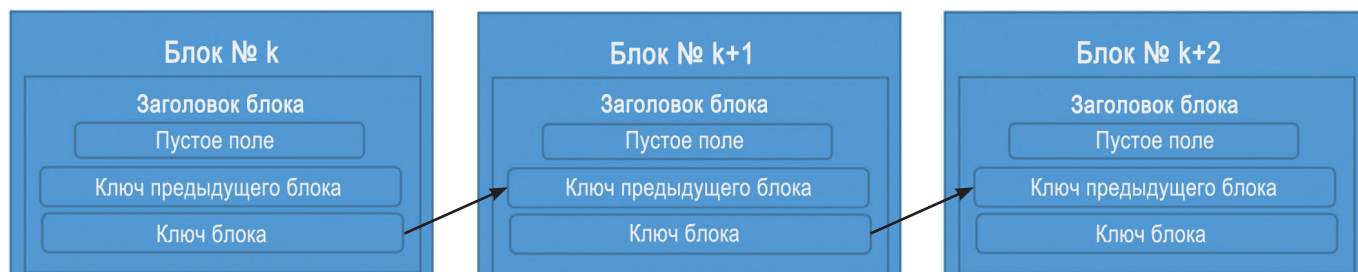 Блок № k
Заголовок блока
Пустое поле
Ключ предыдущего блока
Ключ блока
Блок № k+1
Заголовок блока
Пустое поле
Ключ предыдущего блока
Ключ блока
Блок № k+2
Заголовок блока
Пустое поле
Ключ предыдущего блока
Ключ блока